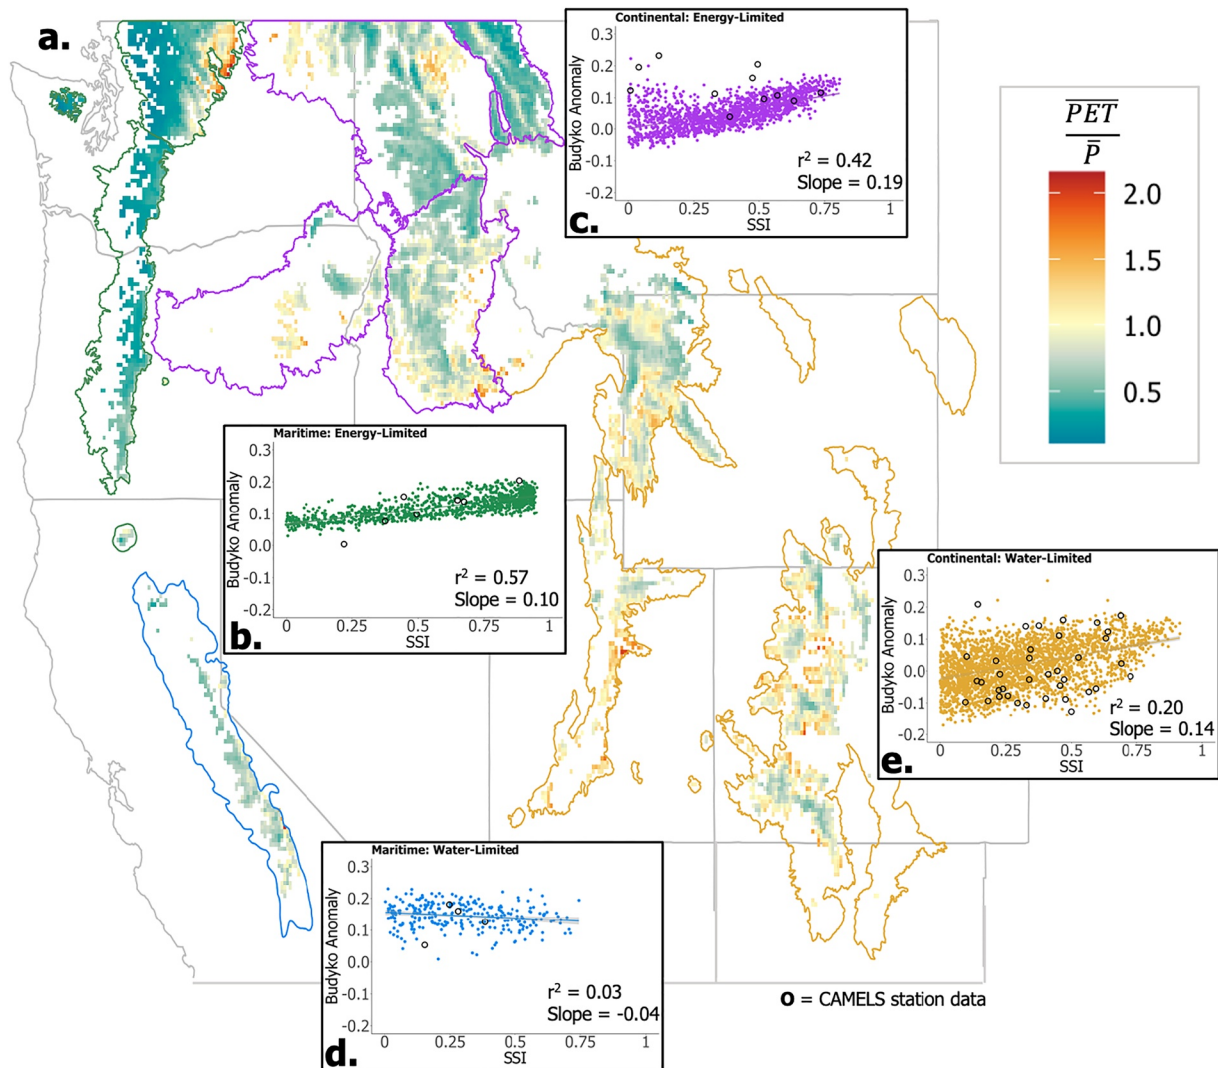 a.
Continental: Energy-Limited
0.3
0.2
0.1
0.0
-0.1
-0.2
Budyko Anomaly
r² = 0.42
Slope = 0.19
0
0.25
0.5
0.75
1
SSI
c.
PET
P
2.0
1.5
1.0
0.5
Maritime: Energy-Limited
0.3
0.2
0.1
0.0
-0.1
-0.2
Budyko Anomaly
r² = 0.57
Slope = 0.10
0
0.25
0.5
0.75
1
SSI
b.
Continental: Water-Limited
0.3
0.2
0.1
0.0
-0.1
-0.2
Budyko Anomaly
r² = 0.20
Slope = 0.14
0
0.25
0.5
0.75
1
SSI
e.
Maritime: Water-Limited
0.3
0.2
0.1
0.0
-0.1
-0.2
Budyko Anomaly
r² = 0.03
Slope = -0.04
0
0.25
0.50
0.75
1
SSI
d.
O = CAMELS station data